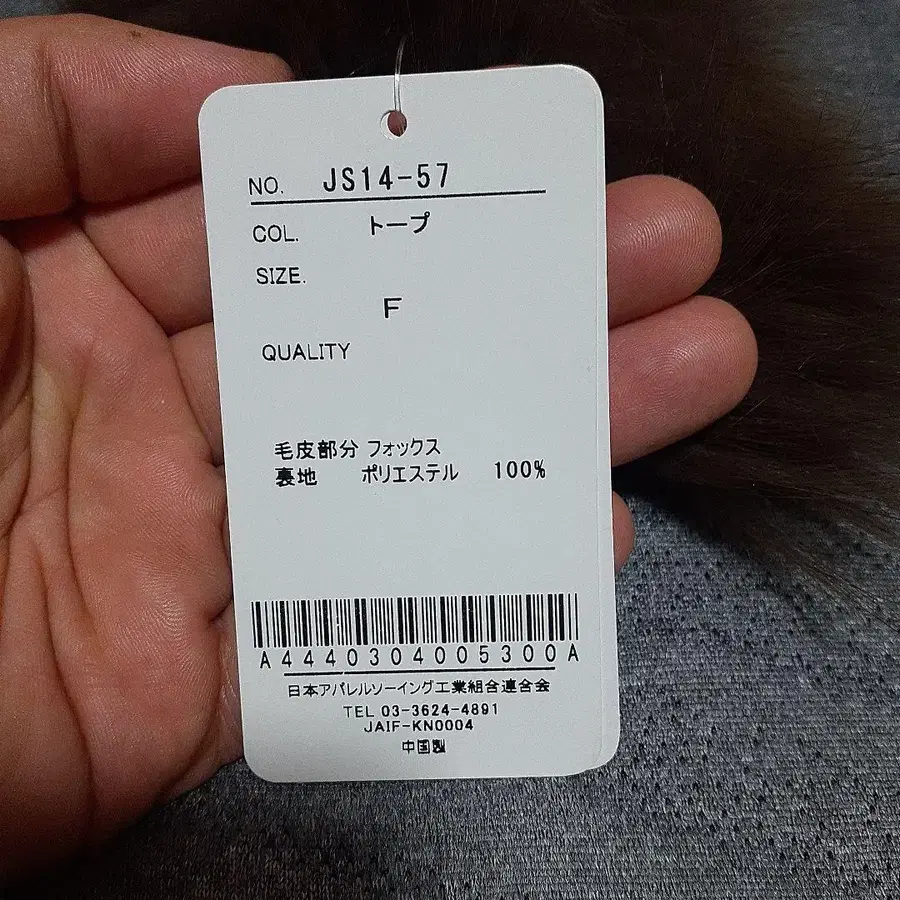 NO. JS14-57
COL. トープ
SIZE.
F
QUALITY
毛皮部分 フォックス
裏地 ポリエステル 100%
A4440304005300A
日本アパレルソーイング工業組合連合会
TEL 03-3624-4891
JAIF-KN0004
中国製